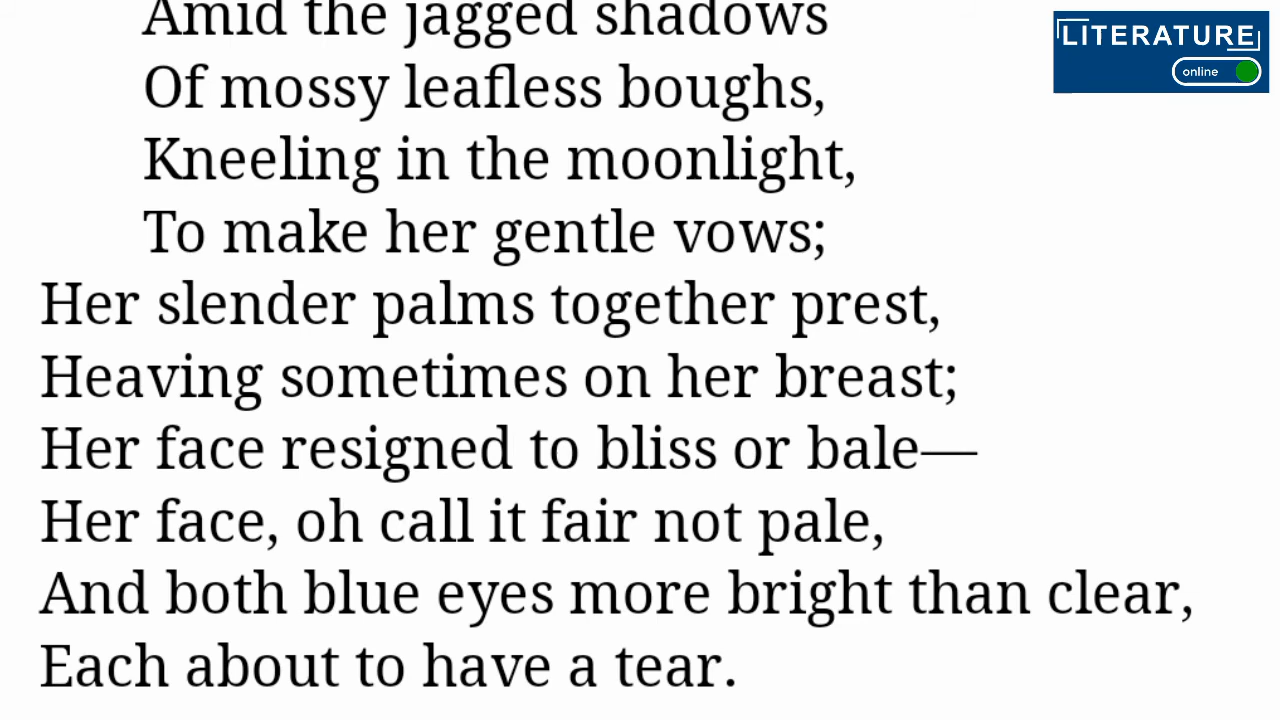 Amid the jagged shadows
Of mossy leafless boughs,
Kneeling in the moonlight,
To make her gentle vows;
Her slender palms together prest,
Heaving sometimes on her breast;
Her face resigned to bliss or bale—
Her face, oh call it fair not pale,
And both blue eyes more bright than clear,
Each about to have a tear.
LITERATURE
online